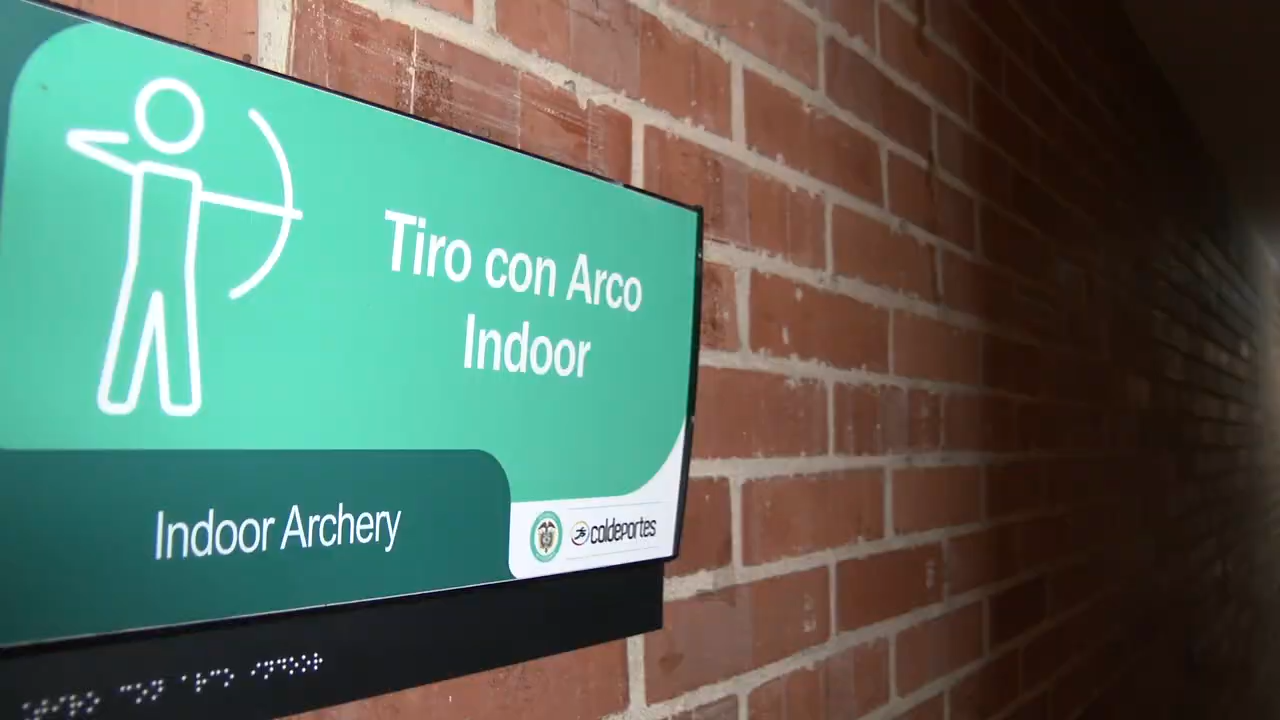 Tiro con Arco
Indoor
Indoor Archery
coldeportes
⠞⠊⠗⠕ ⠉⠕⠝ ⠁⠗⠉⠕ ⠊⠝⠙⠕⠕⠗